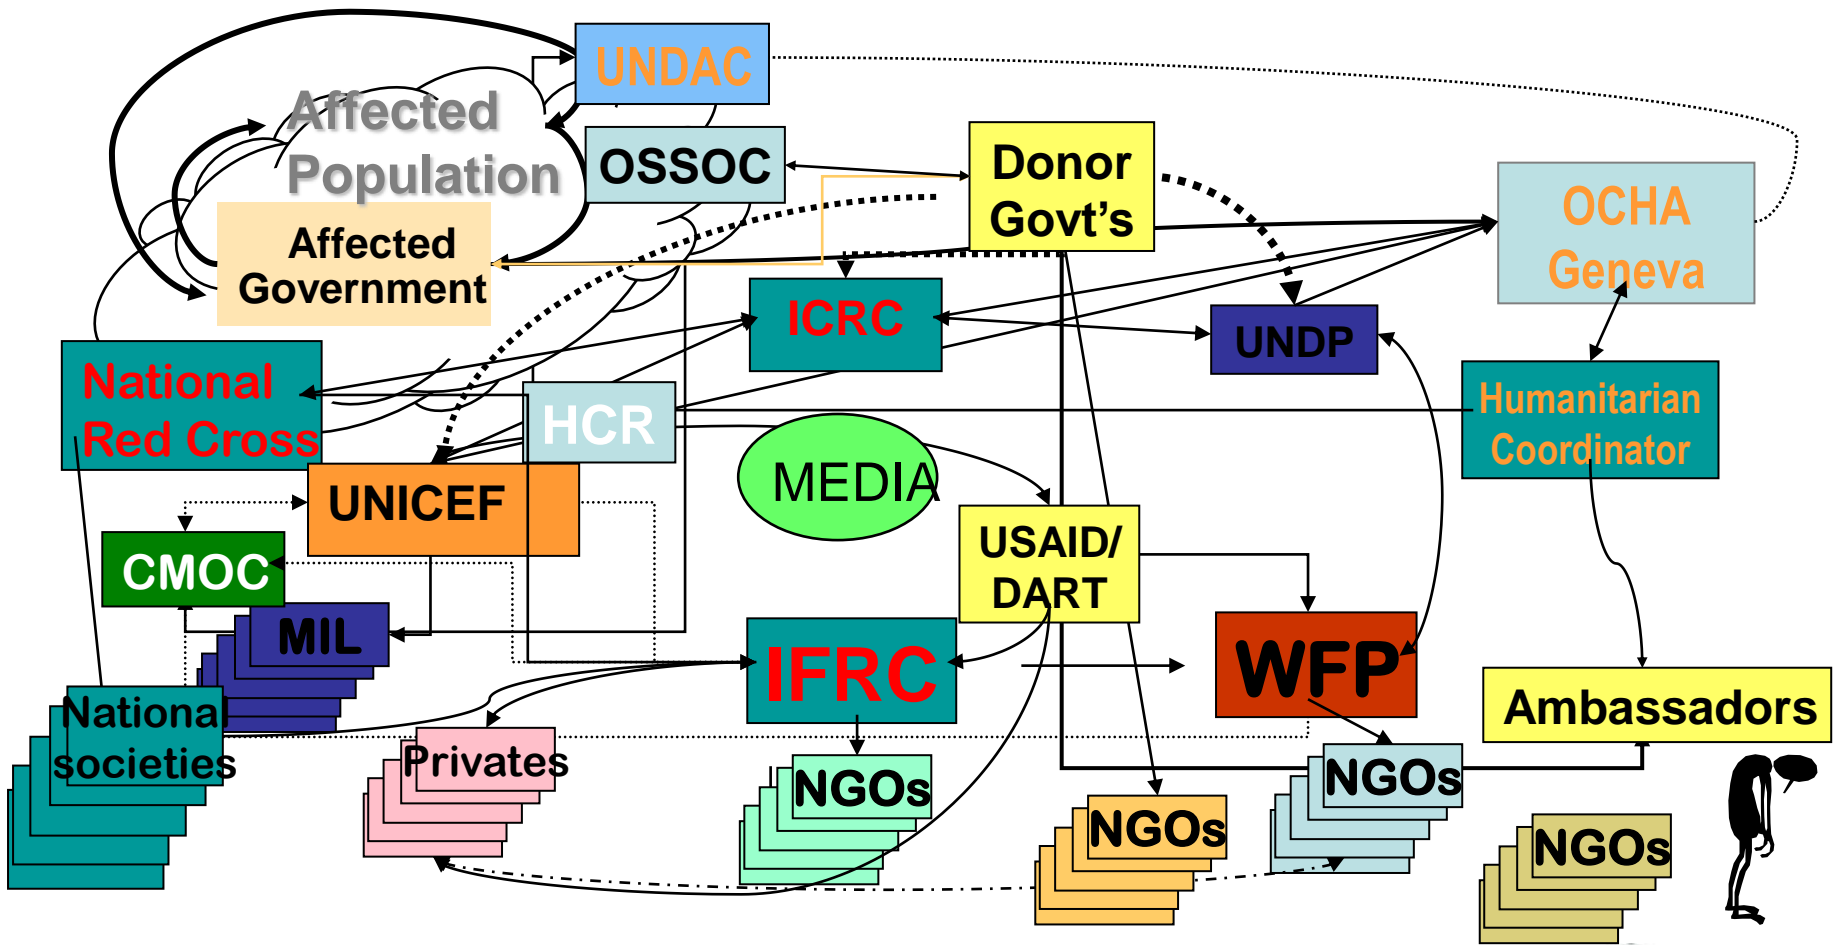 UNDAC
Affected
Population
OSSOC
Donor
Govt's
OCHA
Geneva
Affected
Government
ICRC
UNDP
National
Red Cross
HCR
Humanitarian
Coordinator
MEDIA
UNICEF
USAID/
DART
CMOC
MIL
IFRC
WFP
Ambassadors
National
societies
Privates
NGOs
NGOs
NGOs
NGOs